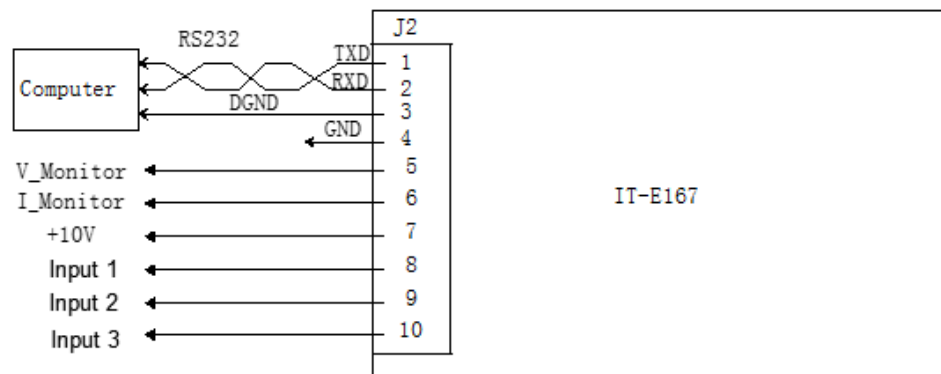 J2
RS232
TXD
1
Computer
RXD
2
DGND
3
GND
4
V_Monitor
5
I_Monitor
6
IT-E167
+10V
7
Input 1
8
Input 2
9
Input 3
10